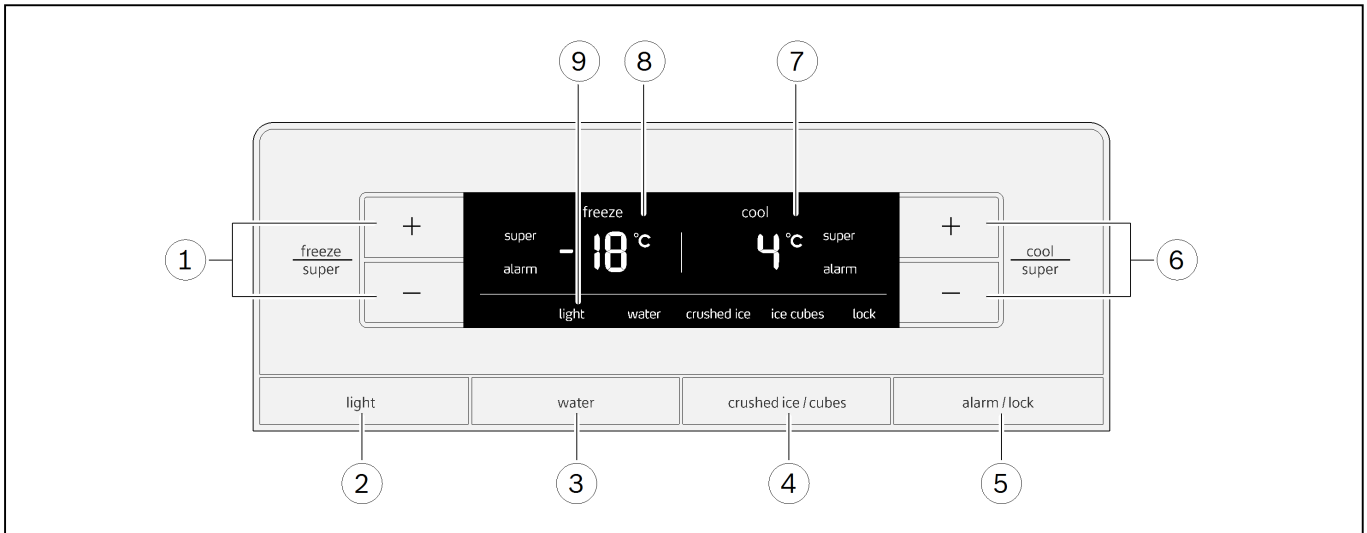 9 8 7
+ freeze cool +
1 freeze super -18 °C 4 °C super cool 6
super alarm alarm super
− −
light water crushed ice ice cubes lock
light water crushed ice / cubes alarm / lock
2 3 4 5